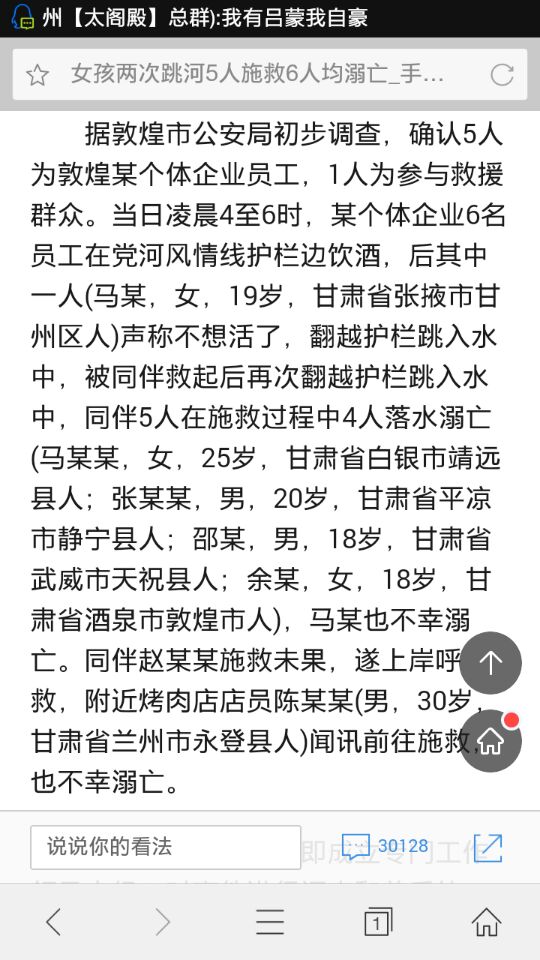 州【太阁殿】总群):我有吕蒙我自豪
女孩两次跳河5人施救6人均溺亡_手…
据敦煌市公安局初步调查，确认5人
为敦煌某个体企业员工，1人为参与救援
群众。当日凌晨4至6时，某个体企业6名
员工在党河风情线护栏边饮酒，后其中
一人(马某，女，19岁，甘肃省张掖市甘
州区人)声称不想活了，翻越护栏跳入水
中，被同伴救起后再次翻越护栏跳入水
中，同伴5人在施救过程中4人落水溺亡
(马某某，女，25岁，甘肃省白银市靖远
县人；张某某，男，20岁，甘肃省平凉
市静宁县人；邵某，男，18岁，甘肃省
武威市天祝县人；余某，女，18岁，甘
肃省酒泉市敦煌市人)，马某也不幸溺
亡。同伴赵某某施救未果，遂上岸呼
救，附近烤肉店店员陈某某(男，30岁，
甘肃省兰州市永登县人)闻讯前往施救，
也不幸溺亡。
说说你的看法
即成立专门工作
30128
1